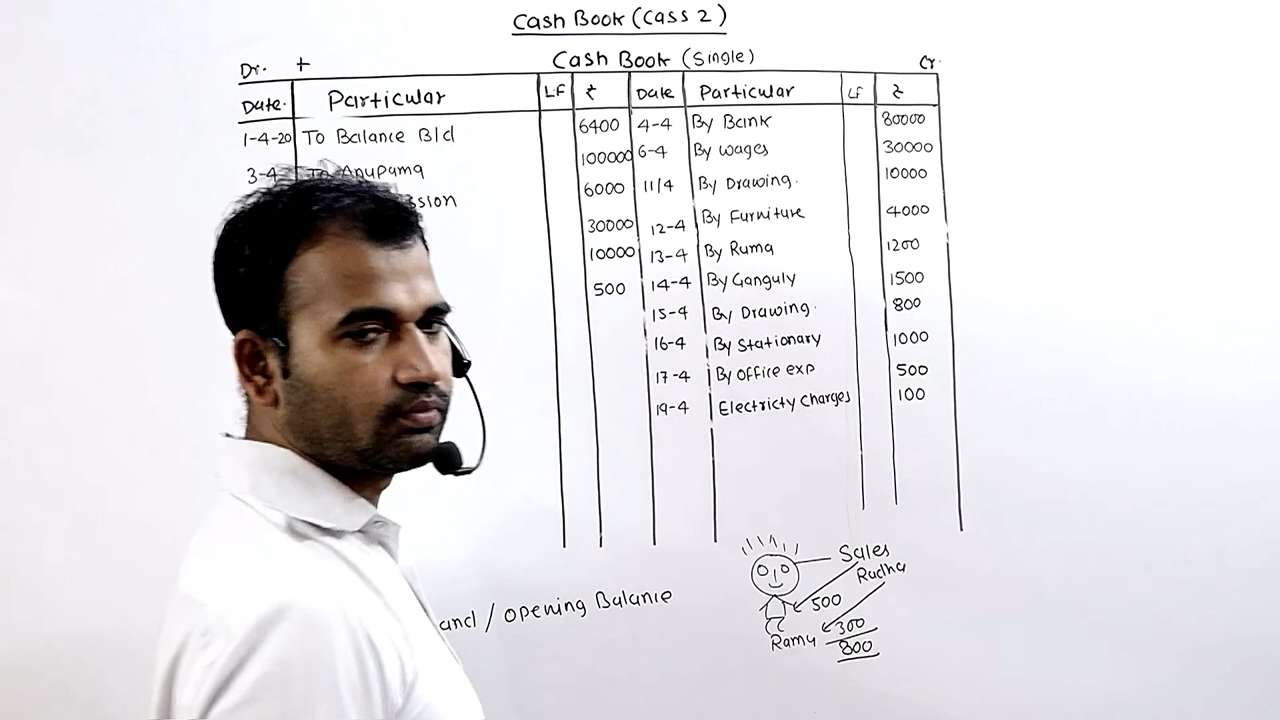 Cash Book (Cass 2)
Dr. + Cash Book (Single) Cr.
Date. Particular LF ₹ Date Particular LF ₹
1-4-20 To Balance B/d 6400 4-4 By Bank 80000
3-4 To Anupama 100000 6-4 By wages 30000
ssion 6000 11/4 By Drawing. 10000
30000 12-4 By Furniture 4000
10000 13-4 By Ruma 1200
500 14-4 By Ganguly 1500
15-4 By Drawing. 800
16-4 By Stationary 1000
17-4 By office exp 500
19-4 Electricty Charges 100
and / opening Balance
Sales
Radha
500
300
Ramu 800